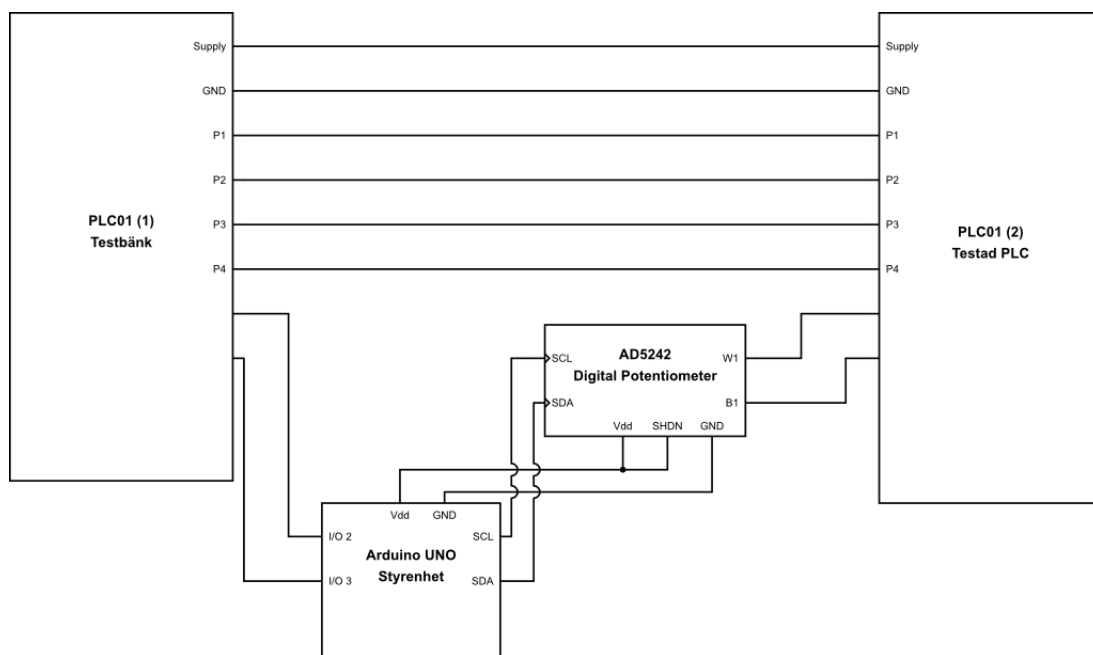 Supply
GND
P1
P2
P3
P4
PLC01 (1)
Testbänk
Supply
GND
P1
P2
P3
P4
PLC01 (2)
Testad PLC
AD5242
Digital Potentiometer
SCL
SDA
W1
B1
Vdd SHDN GND
Vdd GND
I/O 2
I/O 3
SCL
SDA
Arduino UNO
Styrenhet